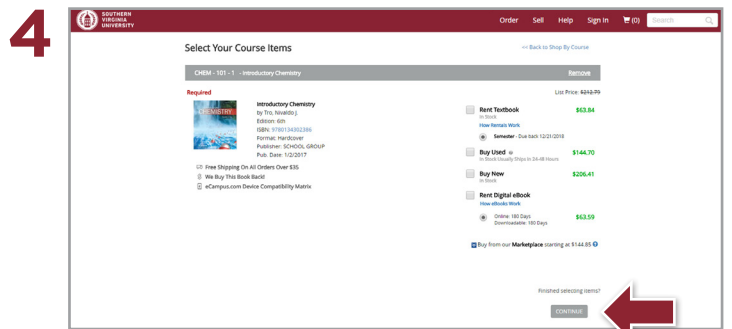 4
SOUTHERN
VIRGINIA
UNIVERSITY
Order Sell Help Sign In (0) Search
Select Your Course Items
<< Back to Shop By Course
CHEM - 101 - 1 - Introductory Chemistry Remove
Required
List Price: $212.79
CHEMISTRY
Introductory Chemistry
by Tro, Nivaldo J.
Edition: 6th
ISBN: 9780134302386
Format: Hardcover
Publisher: SCHOOL GROUP
Pub. Date: 1/2/2017
Free Shipping On All Orders Over $35
We Buy This Book Back!
eCampus.com Device Compatibility Matrix
Rent Textbook $63.84
In Stock
How Rentals Work
Semester - Due back 12/21/2018
Buy Used $144.70
In Stock Usually Ships in 24-48 Hours
Buy New $206.41
In Stock
Rent Digital eBook
How eBooks Work
Online: 180 Days $63.59
Downloadable: 180 Days
Buy from our Marketplace starting at $144.85
Finished selecting items?
CONTINUE